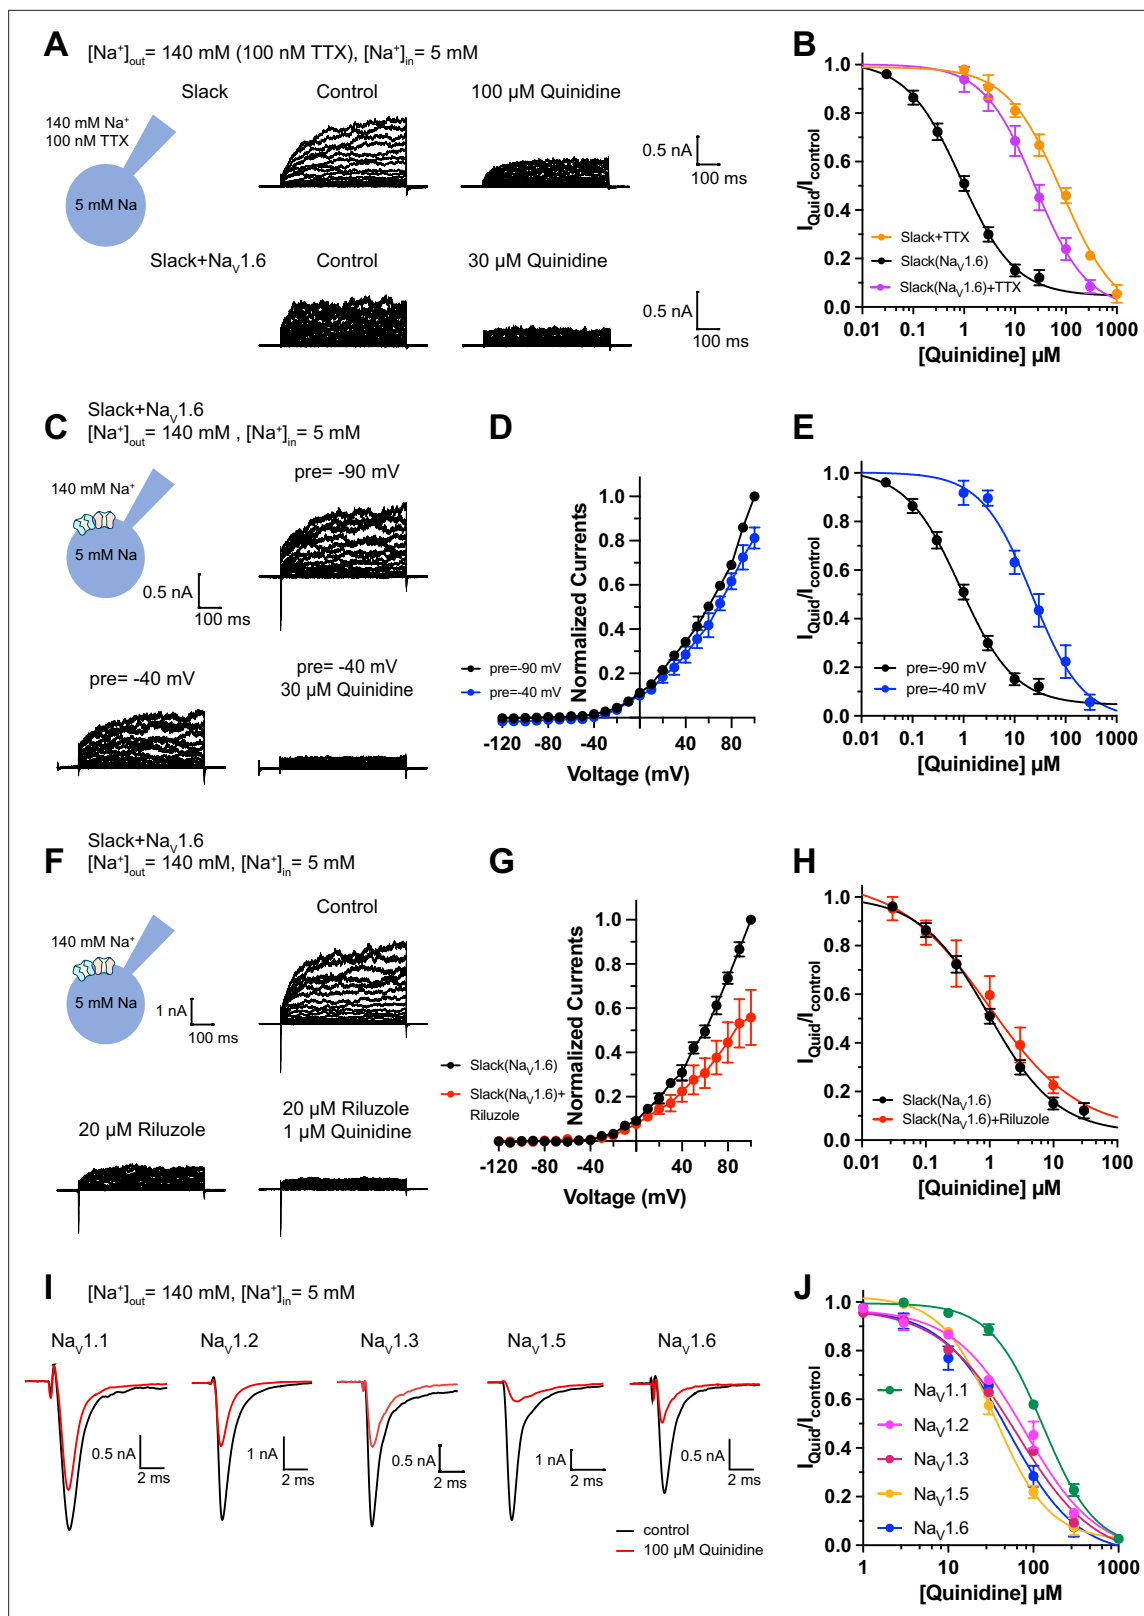 A
[Na⁺]out= 140 mM (100 nM TTX), [Na⁺]in= 5 mM
Slack
Control
100 µM Quinidine
140 mM Na⁺
100 nM TTX
5 mM Na
0.5 nA
100 ms
Slack+NaV1.6
Control
30 µM Quinidine
0.5 nA
100 ms
B
IQuid/Icontrol
1.0
0.8
0.6
0.4
0.2
0.0
Slack+TTX
Slack(NaV1.6)
Slack(NaV1.6)+TTX
0.01 0.1 1 10 100 1000
[Quinidine] µM
C
Slack+NaV1.6
[Na⁺]out= 140 mM , [Na⁺]in= 5 mM
140 mM Na⁺
5 mM Na
0.5 nA
100 ms
pre= -90 mV
pre= -40 mV
pre= -40 mV
30 µM Quinidine
D
Normalized Currents
1.0
0.8
0.6
0.4
0.2
pre=-90 mV
pre=-40 mV
-120 -80 -40 40 80
Voltage (mV)
E
IQuid/Icontrol
1.0
0.8
0.6
0.4
0.2
0.0
pre=-90 mV
pre=-40 mV
0.01 0.1 1 10 100 1000
[Quinidine] µM
F
Slack+NaV1.6
[Na⁺]out= 140 mM, [Na⁺]in= 5 mM
140 mM Na⁺
5 mM Na
1 nA
100 ms
Control
20 µM Riluzole
20 µM Riluzole
1 µM Quinidine
G
Normalized Currents
1.0
0.8
0.6
0.4
0.2
Slack(NaV1.6)
Slack(NaV1.6)+
Riluzole
-120 -80 -40 40 80
Voltage (mV)
H
IQuid/Icontrol
1.0
0.8
0.6
0.4
0.2
0.0
Slack(NaV1.6)
Slack(NaV1.6)+Riluzole
0.01 0.1 1 10 100
[Quinidine] µM
I
[Na⁺]out= 140 mM, [Na⁺]in= 5 mM
NaV1.1
NaV1.2
NaV1.3
NaV1.5
NaV1.6
0.5 nA
2 ms
1 nA
2 ms
0.5 nA
2 ms
1 nA
2 ms
0.5 nA
2 ms
control
100 µM Quinidine
J
IQuid/Icontrol
1.0
0.8
0.6
0.4
0.2
0.0
NaV1.1
NaV1.2
NaV1.3
NaV1.5
NaV1.6
1 10 100 1000
[Quinidine] µM